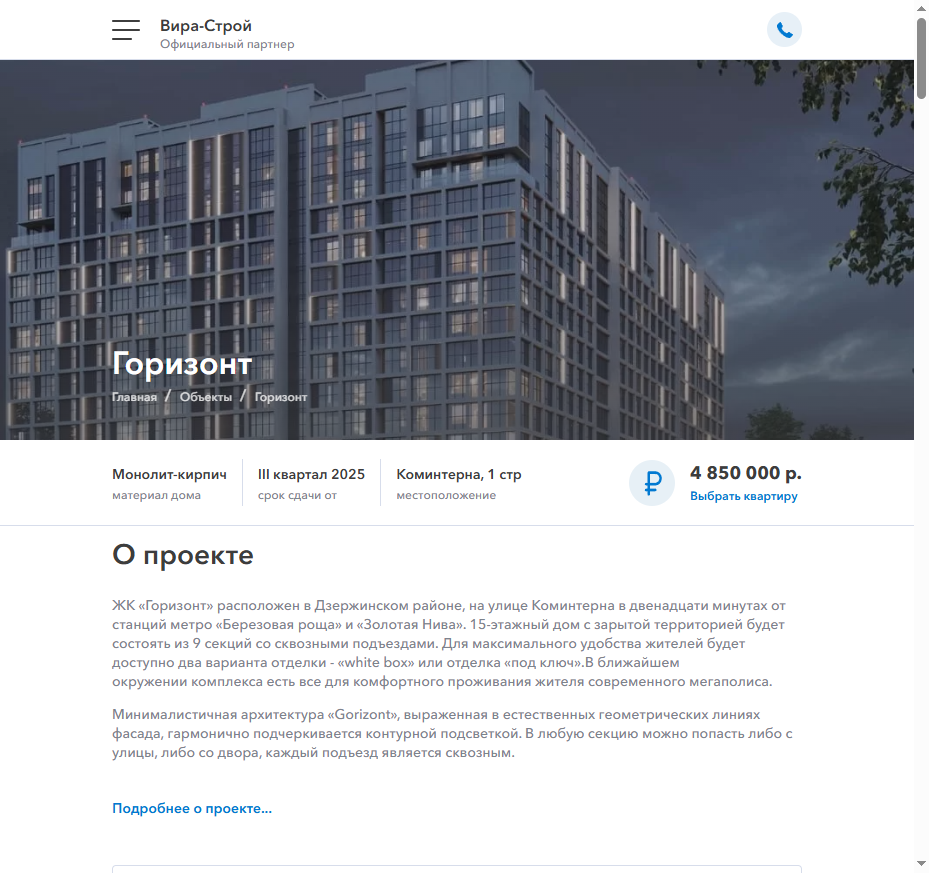 Вира-Строй
Официальный партнер
Горизонт
Главная / Объекты / Горизонт
Монолит-кирпич
материал дома
III квартал 2025
срок сдачи от
Коминтерна, 1 стр
местоположение
4 850 000 р.
Выбрать квартиру
О проекте
ЖК «Горизонт» расположен в Дзержинском районе, на улице Коминтерна в двенадцати минутах от
станций метро «Березовая роща» и «Золотая Нива». 15-этажный дом с зарытой территорией будет
состоять из 9 секций со сквозными подъездами. Для максимального удобства жителей будет
доступно два варианта отделки - «white box» или отделка «под ключ».В ближайшем
окружении комплекса есть все для комфортного проживания жителя современного мегаполиса.
Минималистичная архитектура «Gorizont», выраженная в естественных геометрических линиях
фасада, гармонично подчеркивается контурной подсветкой. В любую секцию можно попасть либо с
улицы, либо со двора, каждый подъезд является сквозным.
Подробнее о проекте...